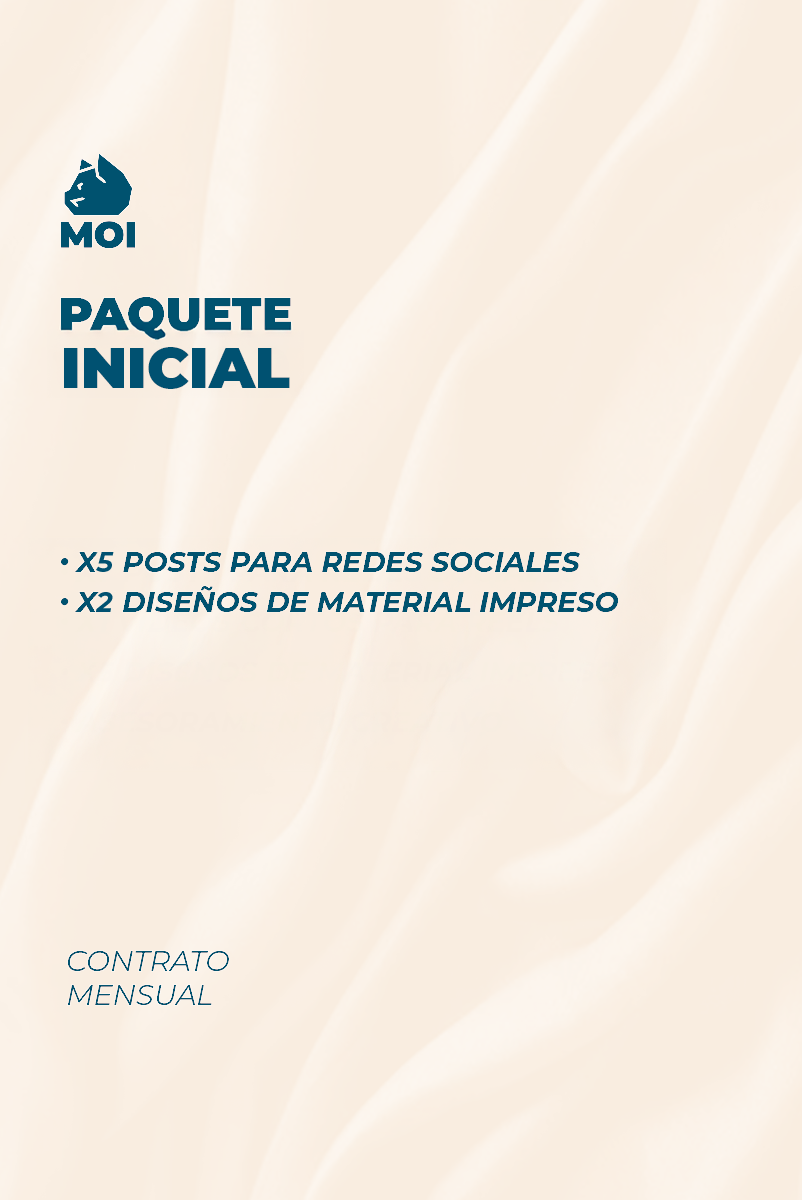 MOI
PAQUETE
INICIAL
• X5 POSTS PARA REDES SOCIALES
• X2 DISEÑOS DE MATERIAL IMPRESO
CONTRATO
MENSUAL